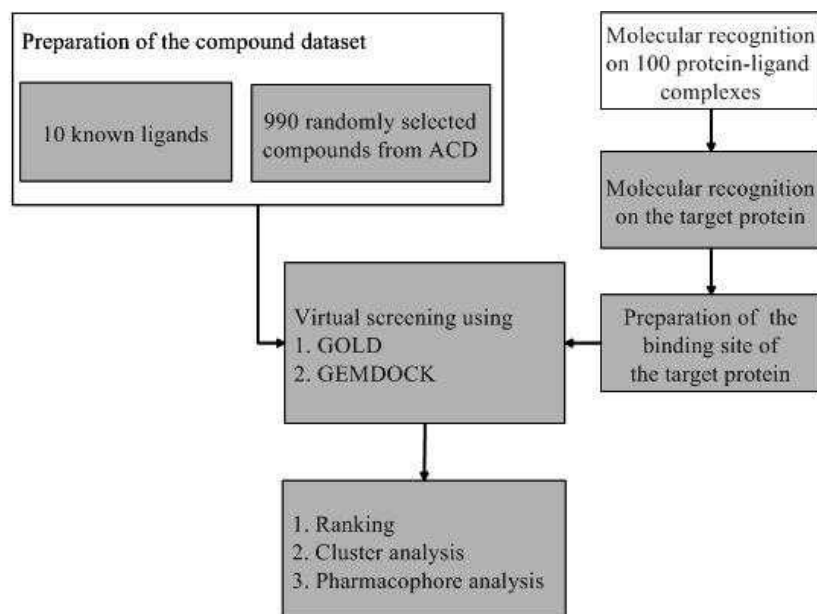 Preparation of the compound dataset
10 known ligands
990 randomly selected
compounds from ACD
Molecular recognition
on 100 protein-ligand
complexes
Molecular recognition
on the target protein
Preparation of the
binding site of
the target protein
Virtual screening using
1. GOLD
2. GEMDOCK
1. Ranking
2. Cluster analysis
3. Pharmacophore analysis